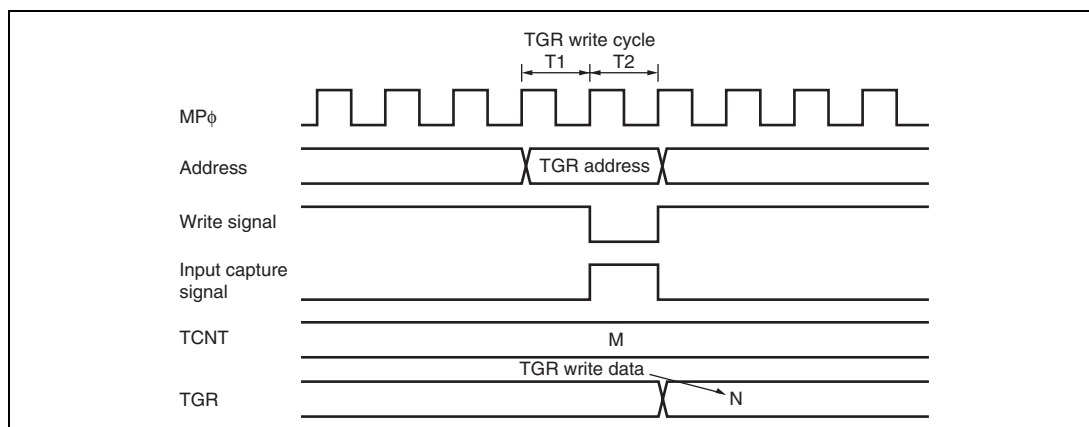 TGR write cycle
T1 T2
MPϕ
Address
TGR address
Write signal
Input capture
signal
TCNT
M
TGR write data
TGR
N